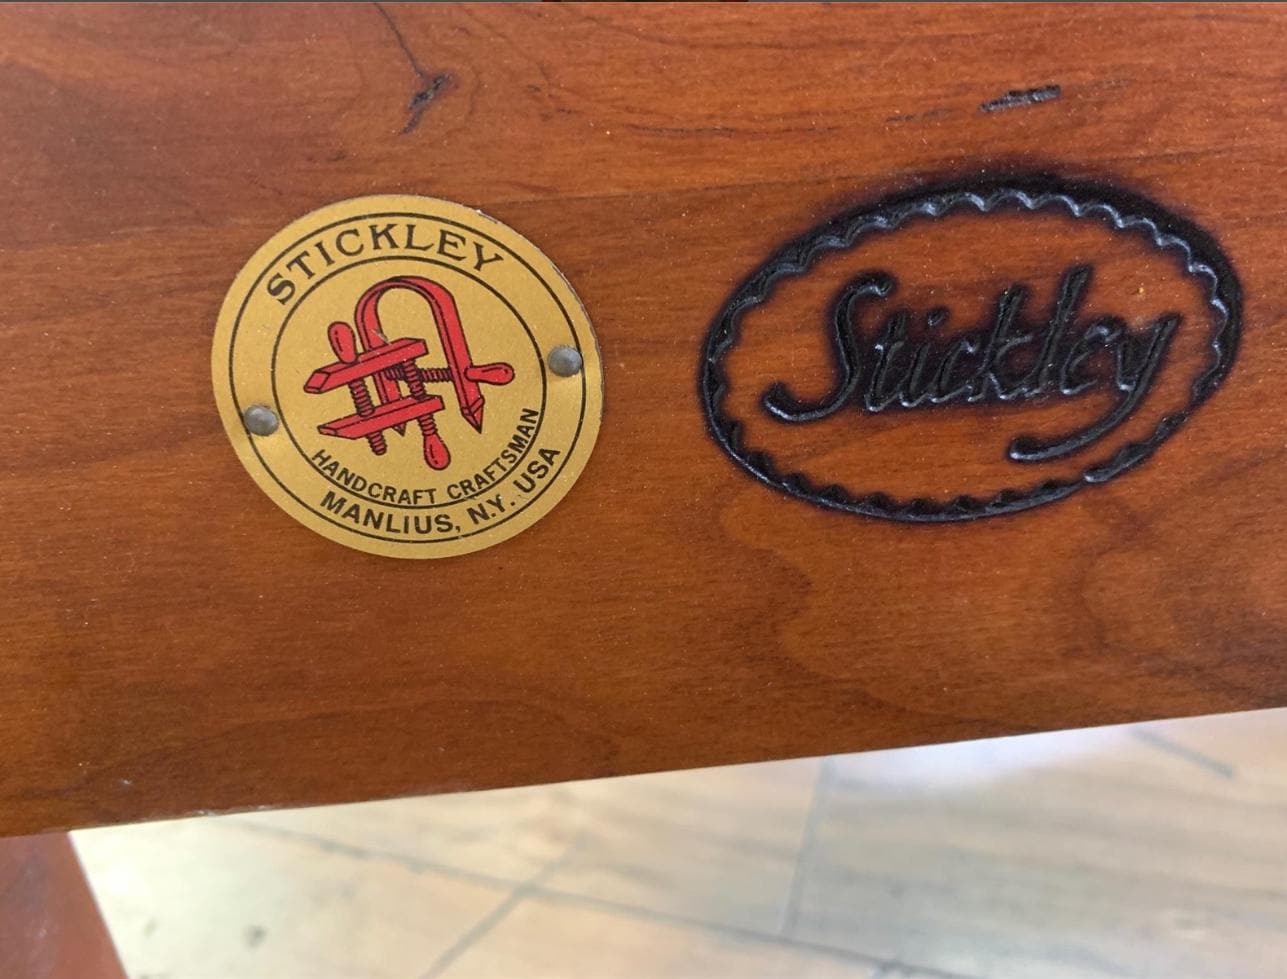 STICKLEY
HANDCRAFT CRAFTSMAN
MANLIUS, N.Y. USA
Stickley